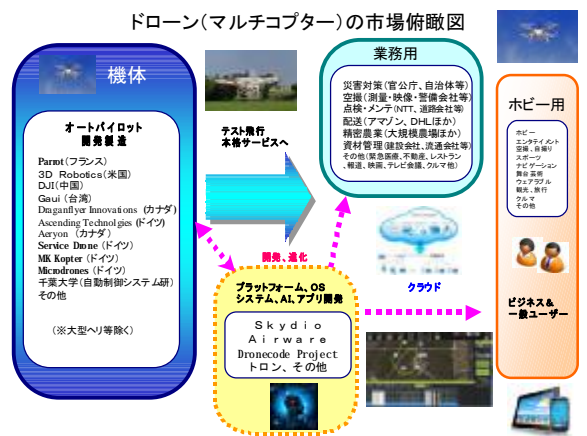 ドローン(マルチコプター)の市場俯瞰図
機体
オートパイロット
開発製造
Parrot(フランス)
3D Robotics(米国)
DJI(中国)
Gaui (台湾)
Draganflyer Innovations (カナダ)
Ascending Technolgies (ドイツ)
Aeryon (カナダ)
Service Drone (ドイツ)
MK Kopter (ドイツ)
Microdrones (ドイツ)
千葉大学(自動制御システム研)
その他
(※大型ヘリ等除く)
テスト飛行
本格サービスへ
業務用
災害対策(官公庁、自治体等)
空撮(測量・映像・警備会社等)
点検・メンテ(NTT、道路会社等)
配送(アマゾン、DHLほか)
精密農業(大規模農場ほか)
資材管理(建設会社、流通会社等)
その他(緊急医療、不動産、レストラン
、報道、映画、テレビ会議、クルマ他)
開発、進化
プラットフォーム、OS
システム、AI、アプリ開発
Skydio
Airware
Dronecode Project
トロン、その他
クラウド
ホビー用
ホビー
エンタテイメント
空撮、自撮り
スポーツ
ナビゲーション
舞台芸術
ウェアラブル
観光、旅行
クルマ
その他
ビジネス&
一般ユーザー